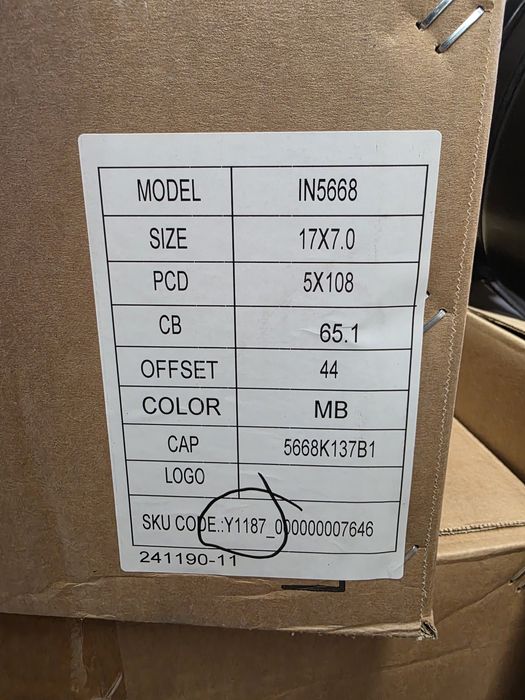 MODEL IN5668
SIZE 17X7.0
PCD 5X108
CB 65.1
OFFSET 44
COLOR MB
CAP 5668K137B1
LOGO
SKU CODE.:Y1187_000000007646
241190-11